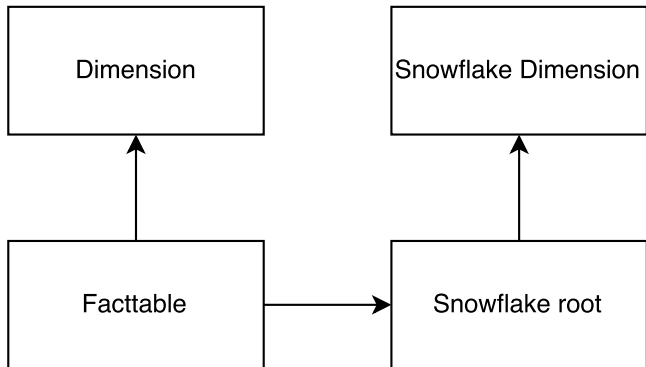 Dimension
Snowflake Dimension
Facttable
Snowflake root